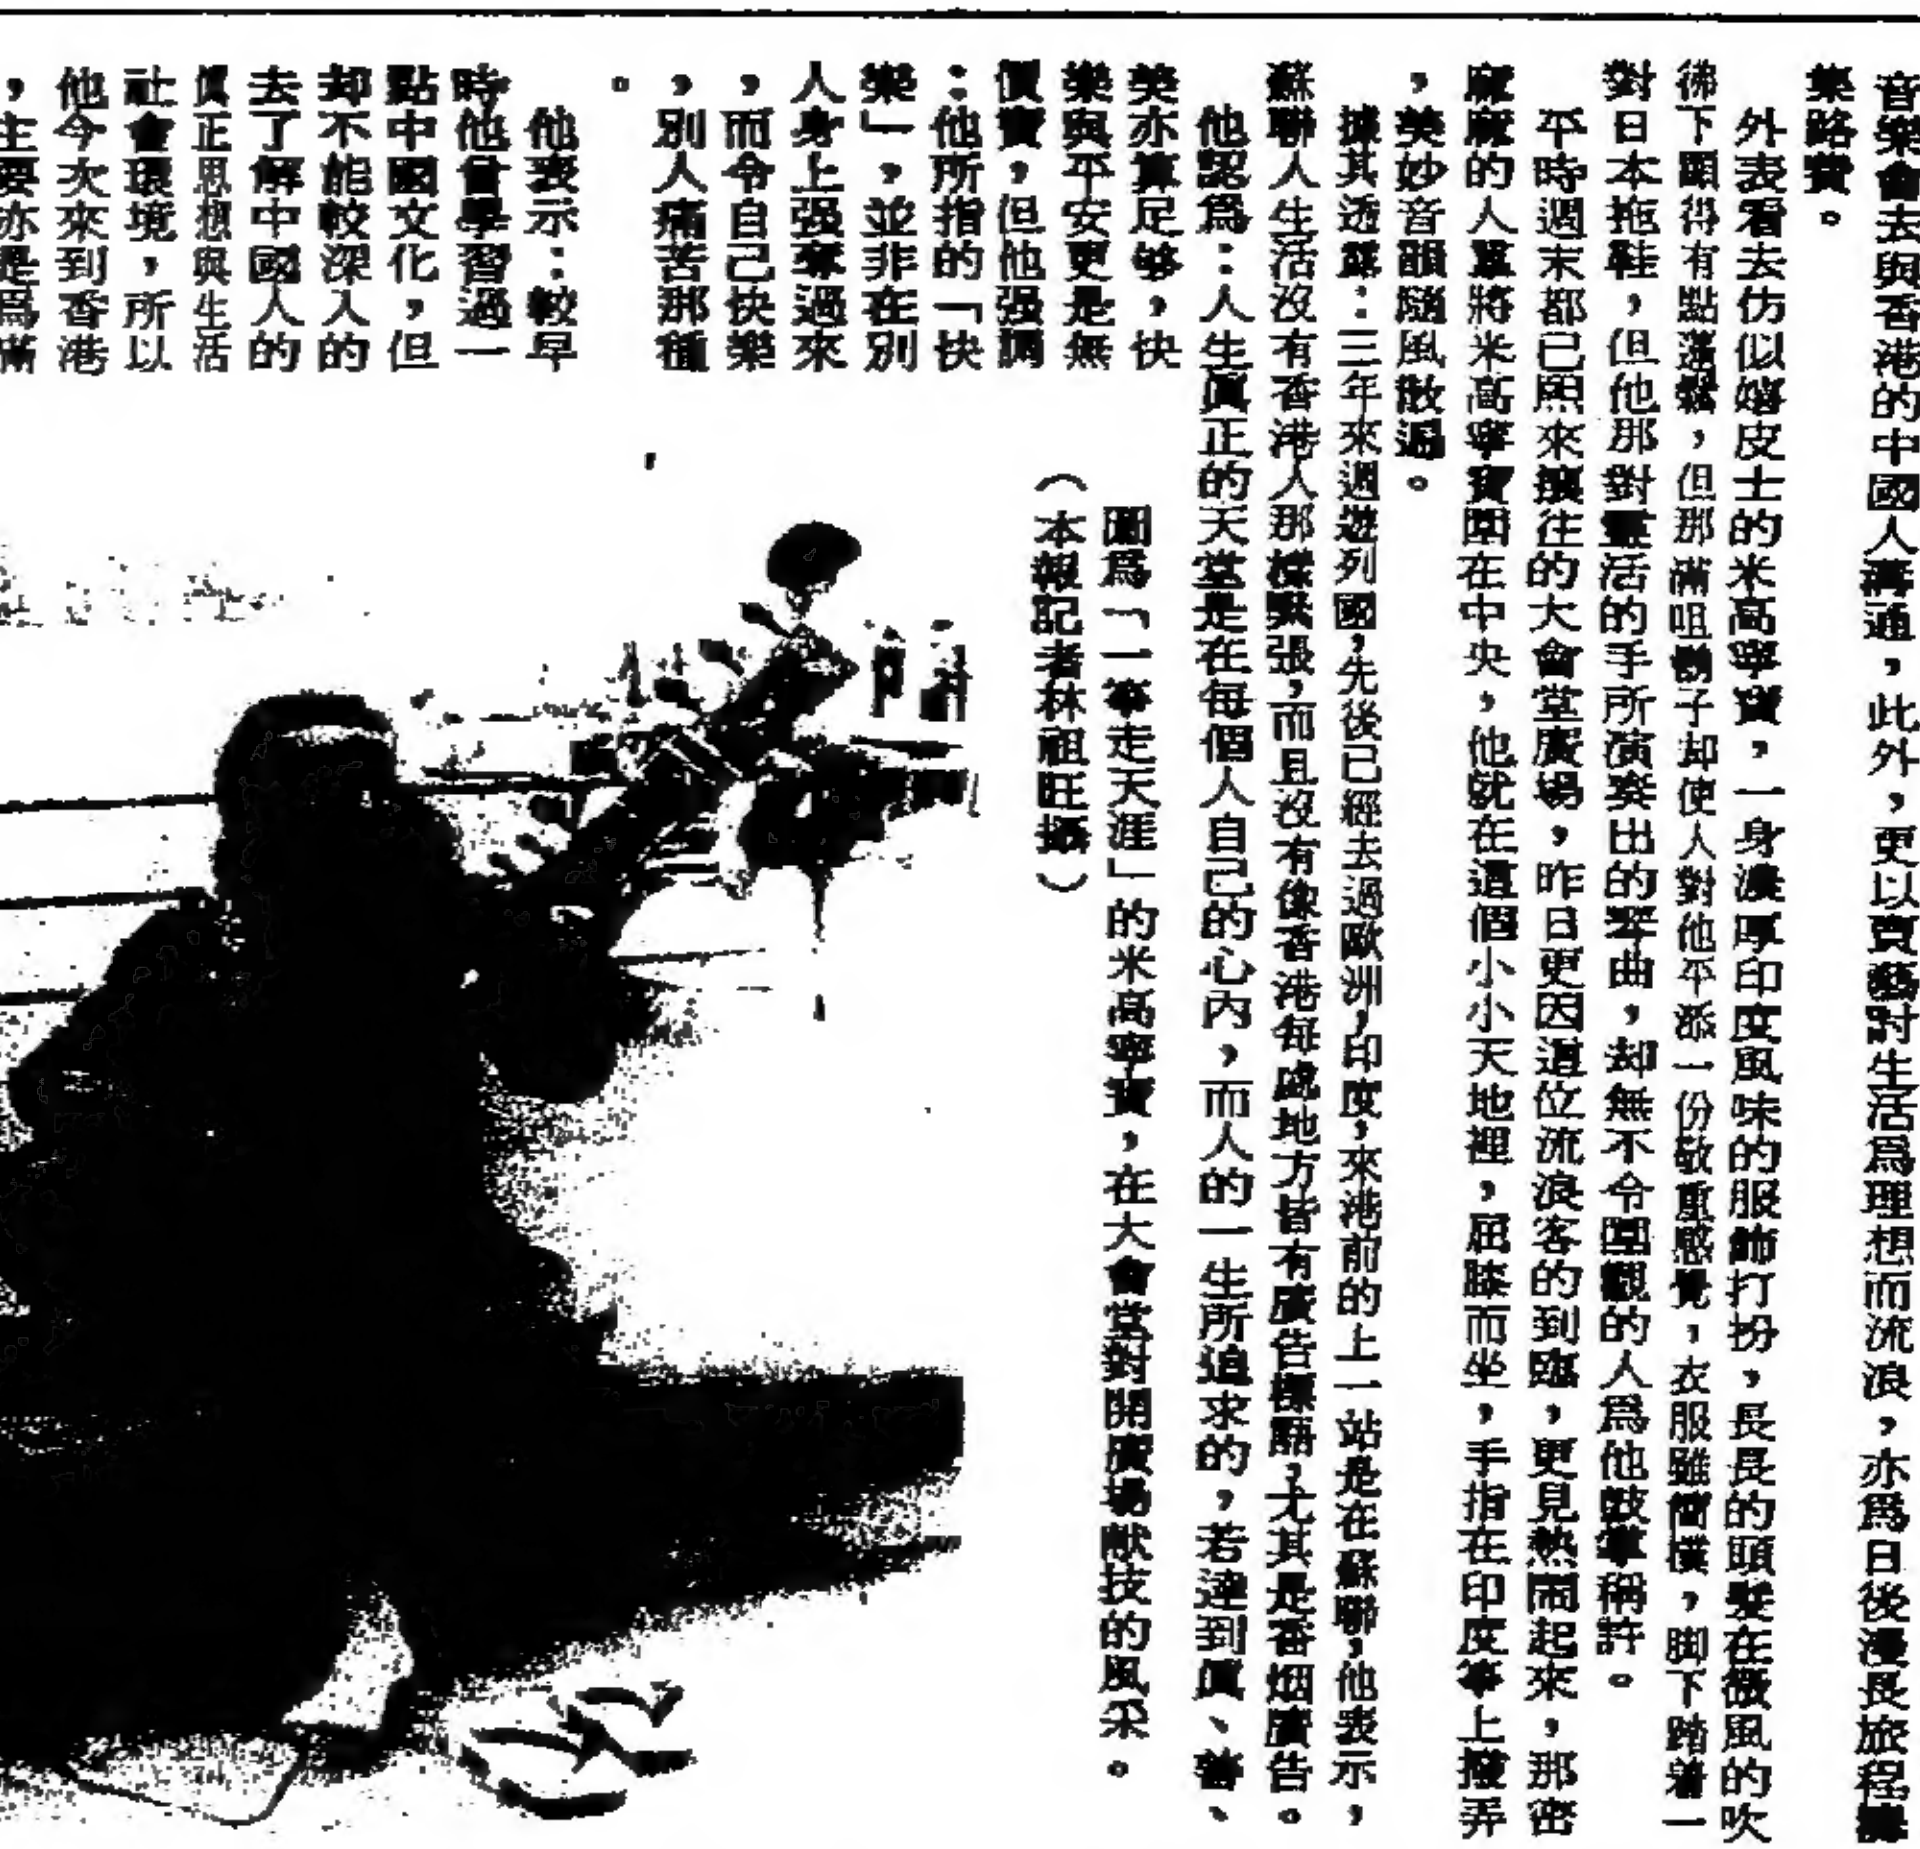 音樂會去與香港的中國人溝通，此外，更以賣藝討生活為理想而流浪，亦為日後漫長旅程
集路費。
外表看去仿似嬉皮士的米高寧寶，一身濃厚印度風味的服飾打扮，長長的頭髮在微風的吹
彿下顯得有點蓬鬆，但那滿咀鬍子却使人對他平添一份敬重感覺，衣服雖簡樸，脚下踏着一
對日本拖鞋，但他那對靈活的手所演奏出的琴曲，却無不令圍觀的人為他鼓掌稱許。
平時週末都已熙來攘往的大會堂廣場，昨日更因這位流浪客的到臨，更見熱鬧起來，那密
麻麻的人羣將米高寧寶圍在中央，他就在這個小小天地裡，屈膝而坐，手指在印度箏上撥弄
，美妙音韻隨風散過。
據其透露：三年來週遊列國，先後已經去過歐洲，印度，來港前的上一站是在蘇聯，他表示，
蘇聯人生活沒有香港人那樣緊張，而且沒有像香港每處地方皆有廣告標語，尤其是香烟廣告。
他認為：人生眞正的天堂是在每個人自己的心內，而人的一生所追求的，若達到眞、善、
美亦算足够，快
樂與平安更是無
價寶，但他强調
：他所指的「快
樂」，並非在別
人身上强奪過來
，而令自己快樂
，別人痛苦那種
。
他表示：較早
時他曾學習過一
點中國文化，但
却不能較深入的
去了解中國人的
眞正思想與生活
社會環境，所以
他今次來到香港
，主要亦是為滿
圖為「一箏走天涯」的米高寧寶，在大會堂對開廣場献技的風采。
（本報記者林祖旺攝）